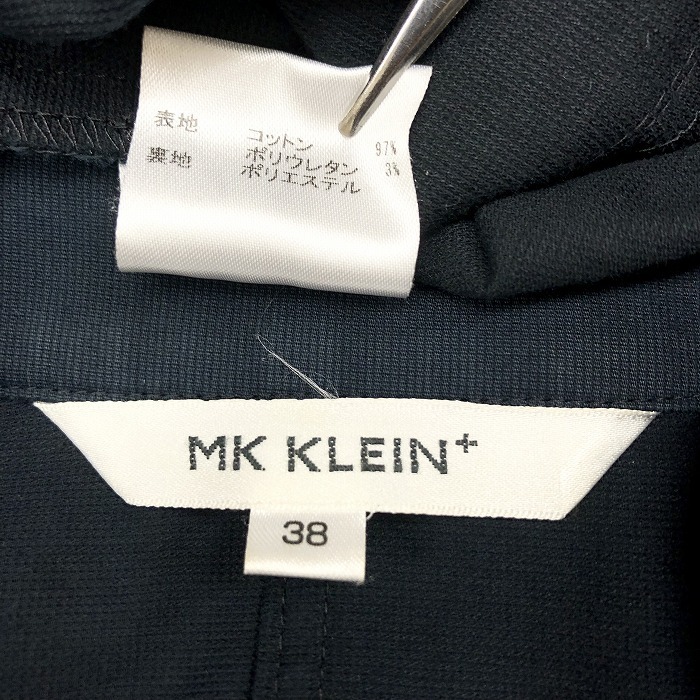 表地 コットン 97%
裏地 ポリウレタン 3%
ポリエステル
MK KLEIN+
38